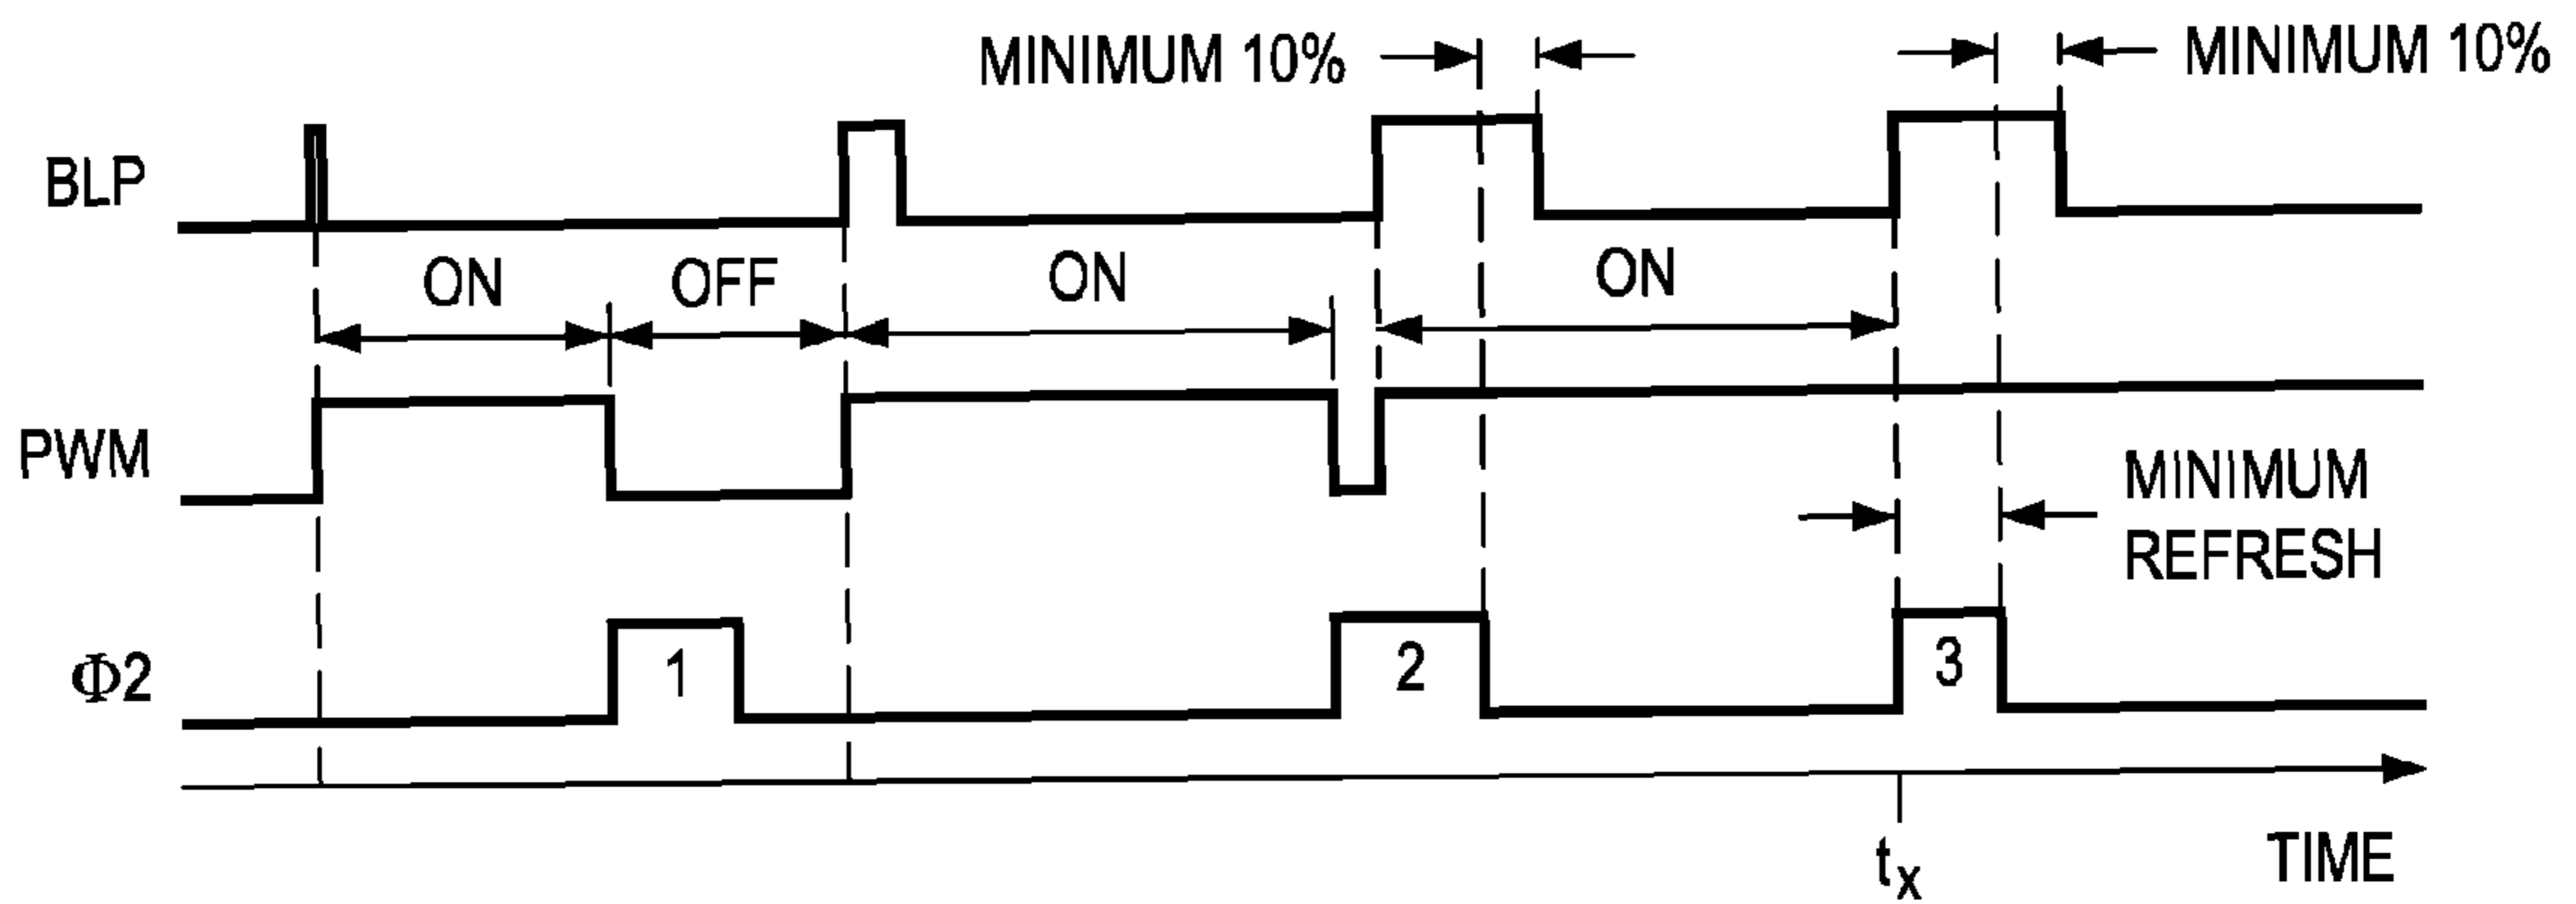 MINIMUM 10%
MINIMUM 10%
BLP
ON
OFF
ON
ON
PWM
MINIMUM
REFRESH
Φ2
1
2
3
tX
TIME